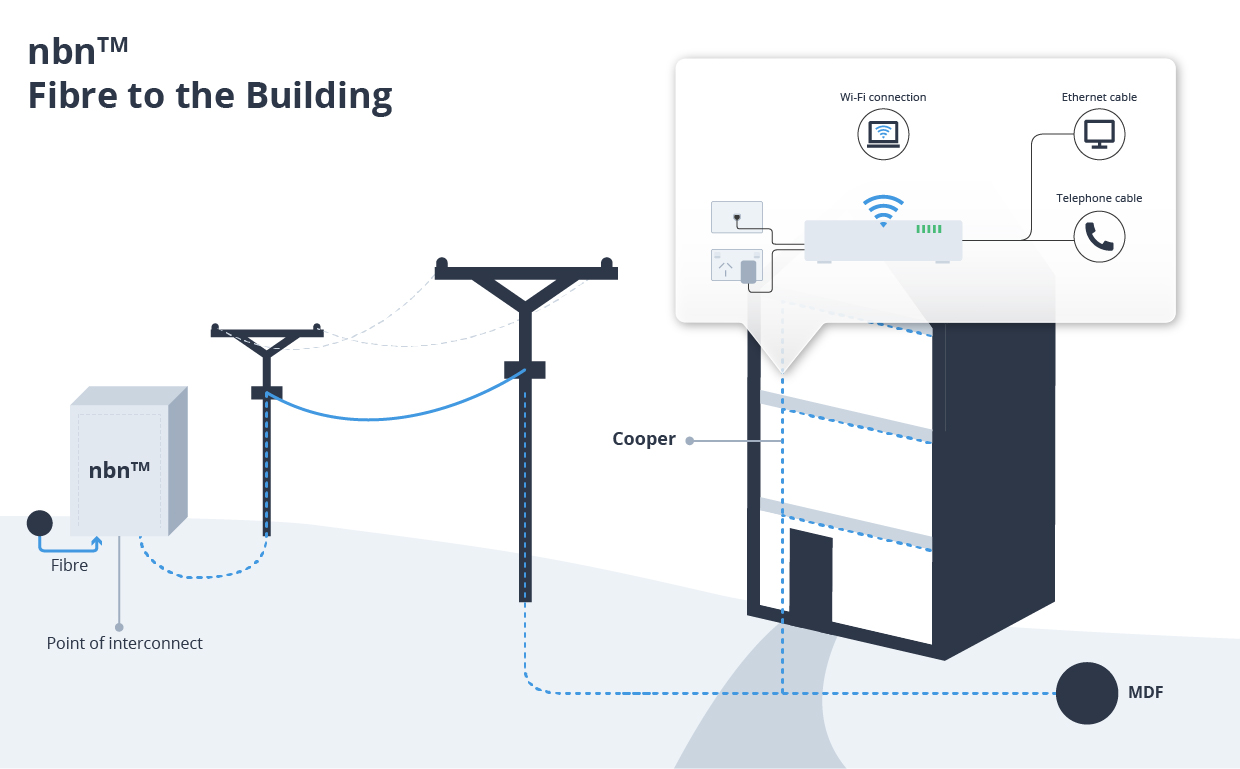 nbn™
Fibre to the Building
Wi-Fi connection
Ethernet cable
Telephone cable
Cooper
nbn™
Fibre
Point of interconnect
MDF